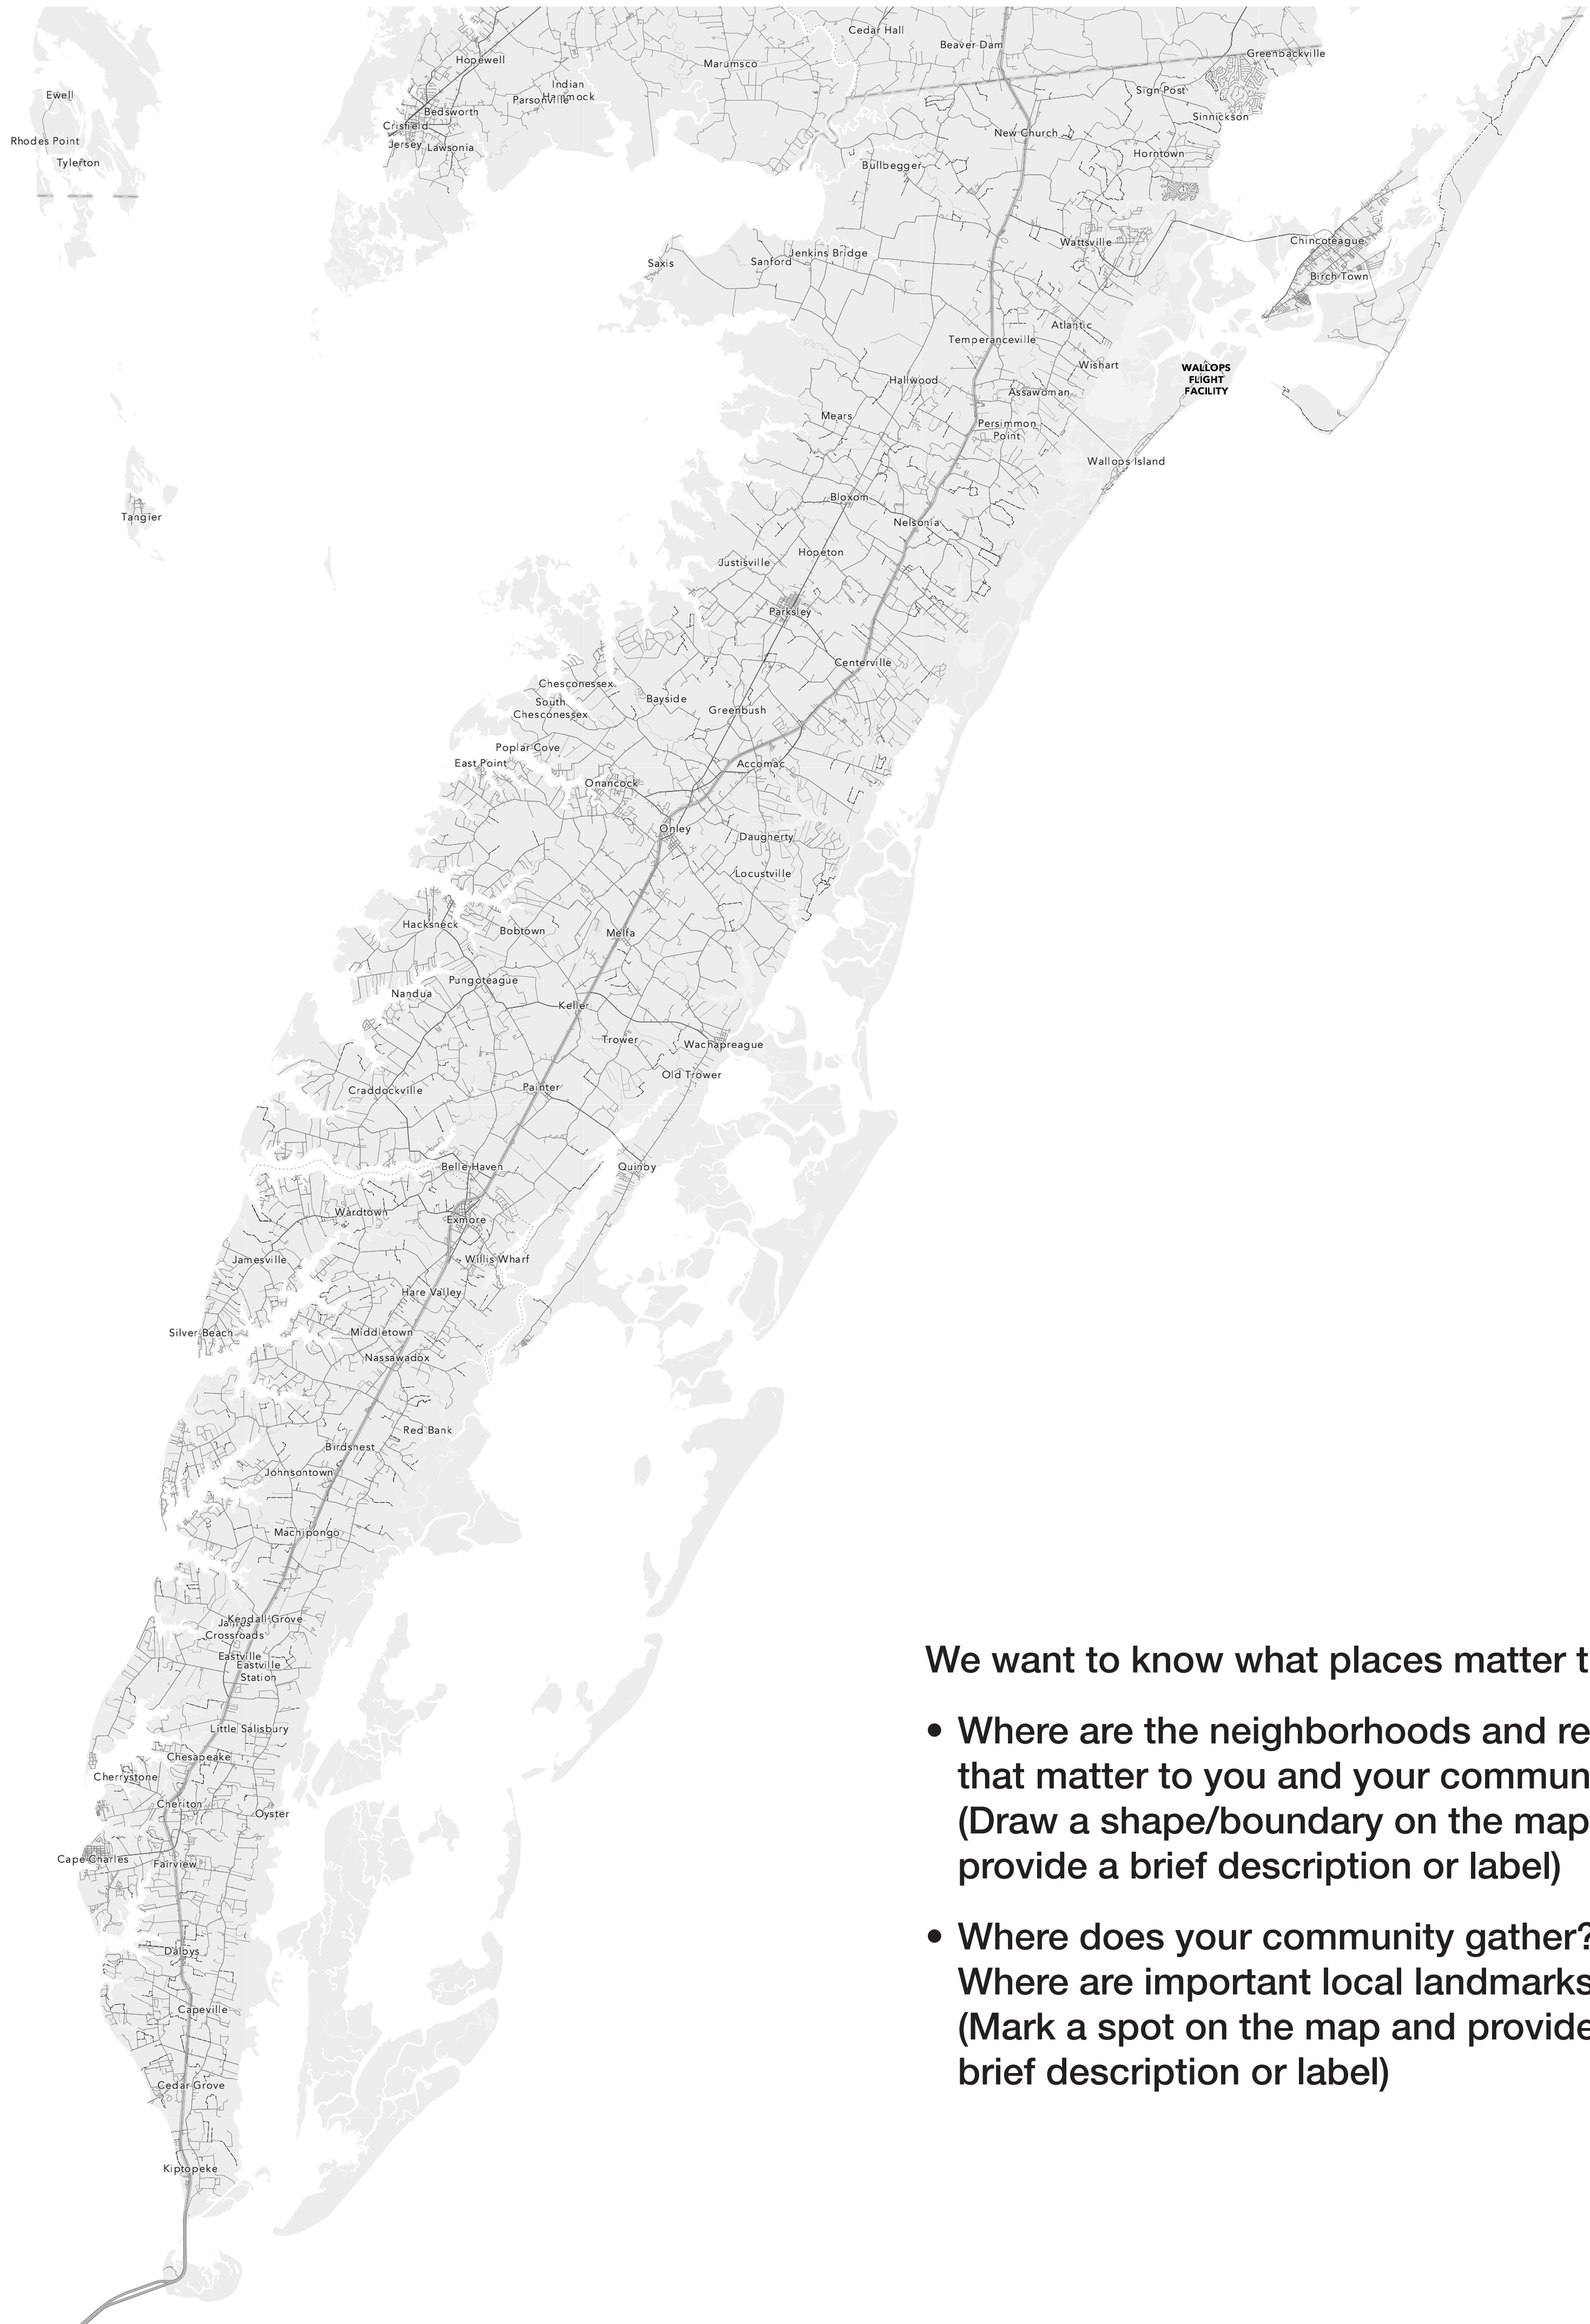 Cedar Hall
Beaver Dam
Greenbackville
Hopewell
Marumsco
Indian
Hammock
Parsonville
Ewell
Sign Post
Bedsworth
Sinnickson
Crisfield
New Church
Rhodes Point
Jersey
Lawsonia
Horntown
Tylerton
Bullbegger
Chincoteague
Wattsville
Jenkins Bridge
Saxis
Sanford
Birch Town
Atlantic
Temperanceville
Wishart
WALLOPS
FLIGHT
FACILITY
Hallwood
Assawoman
Mears
Persimmon
Point
Wallops Island
Bloxom
Tangier
Nelsonia
Hopeton
Justisville
Parksley
Centerville
Chesconessex
Bayside
South
Chesconessex
Greenbush
Poplar Cove
East Point
Accomac
Onancock
Onley
Daugherty
Locustville
Hacksneck
Bobtown
Melfa
Pungoteague
Nandua
Keller
Trower
Wachapreague
Old Trower
Craddockville
Painter
Belle Haven
Quinby
Wardtown
Exmore
Jamesville
Willis Wharf
Hare Valley
Silver Beach
Middletown
Nassawadox
Red Bank
Birdsnest
Johnsontown
Machipongo
Kendall Grove
James
Crossroads
Eastville
Eastville
Station
Little Salisbury
Chesapeake
Cherrystone
Cheriton
Oyster
Cape Charles
Fairview
Dalbys
Capeville
Cedar Grove
Kiptopeke
We want to know what places matter t
• Where are the neighborhoods and re
that matter to you and your commun
(Draw a shape/boundary on the map
provide a brief description or label)
• Where does your community gather?
Where are important local landmarks
(Mark a spot on the map and provide
brief description or label)